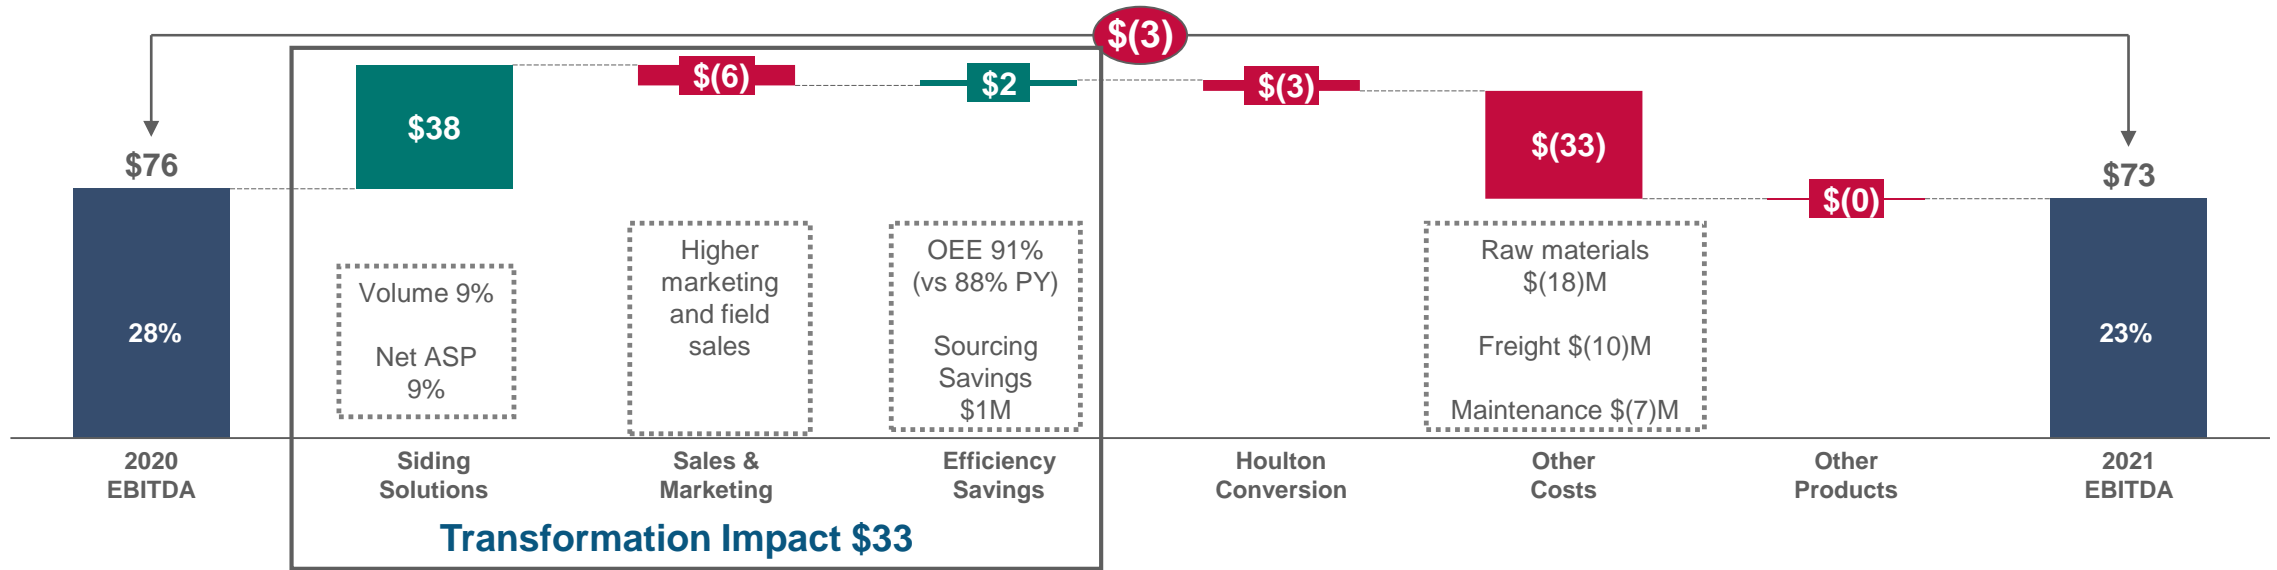 $(3)
$76
28%
$38
$(6)
$2
$(3)
$(33)
$(0)
$73
23%
Volume 9%
Net ASP
9%
Higher
marketing
and field
sales
OEE 91%
(vs 88% PY)
Sourcing
Savings
$1M
Raw materials
$(18)M
Freight $(10)M
Maintenance $(7)M
2020
EBITDA
Siding
Solutions
Sales &
Marketing
Efficiency
Savings
Houlton
Conversion
Other
Costs
Other
Products
2021
EBITDA
Transformation Impact $33